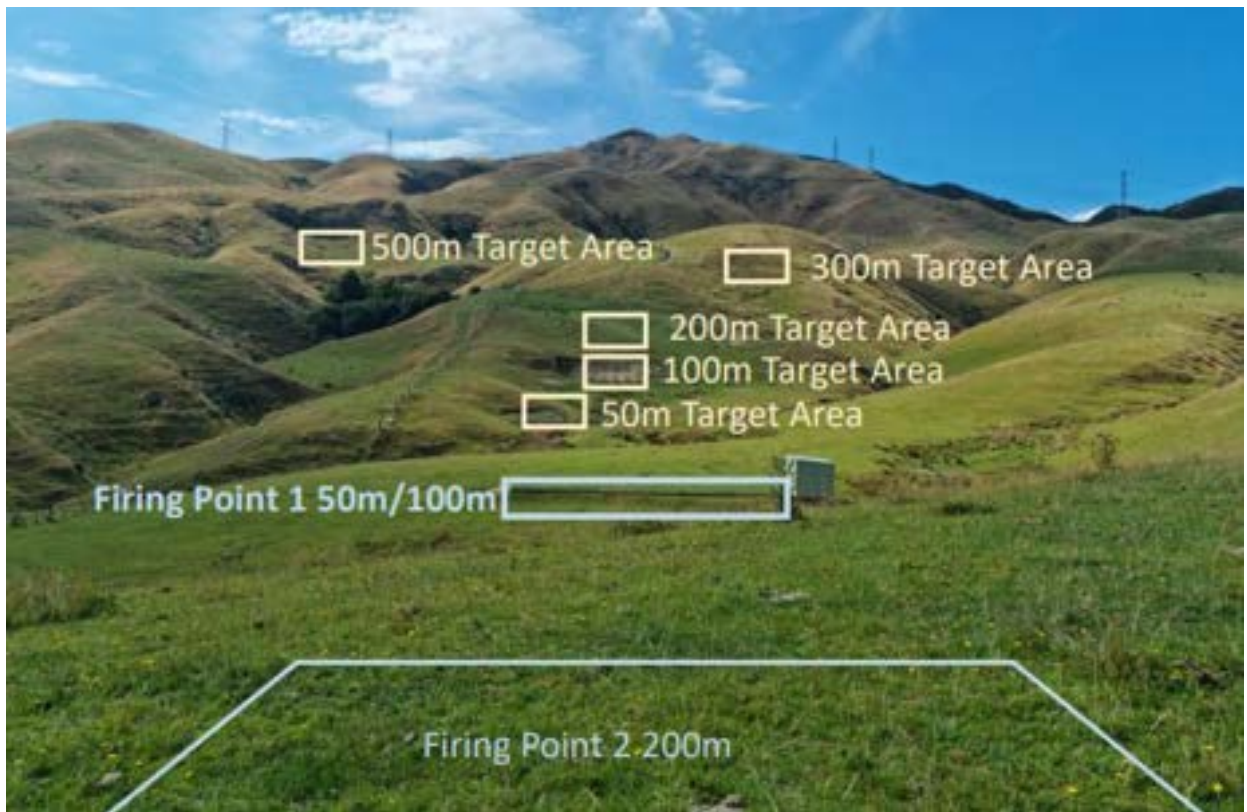 500m Target Area
300m Target Area
200m Target Area
100m Target Area
50m Target Area
Firing Point 1 50m/100m
Firing Point 2 200m